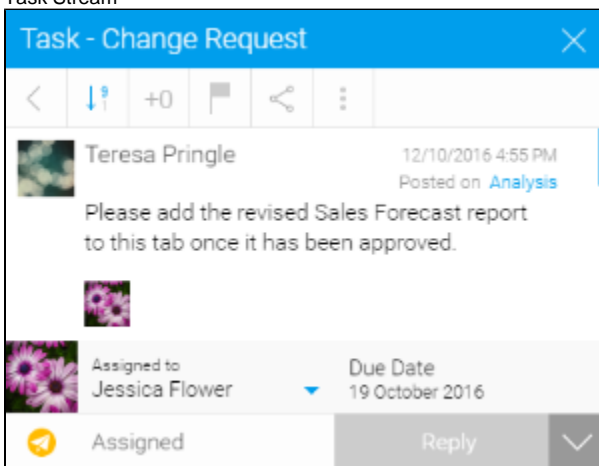 Task Stream
Task - Change Request
+0
Teresa Pringle
12/10/2016 4:55 PM
Posted on Analysis
Please add the revised Sales Forecast report
to this tab once it has been approved.
Assigned to
Jessica Flower
Due Date
19 October 2016
Assigned
Reply